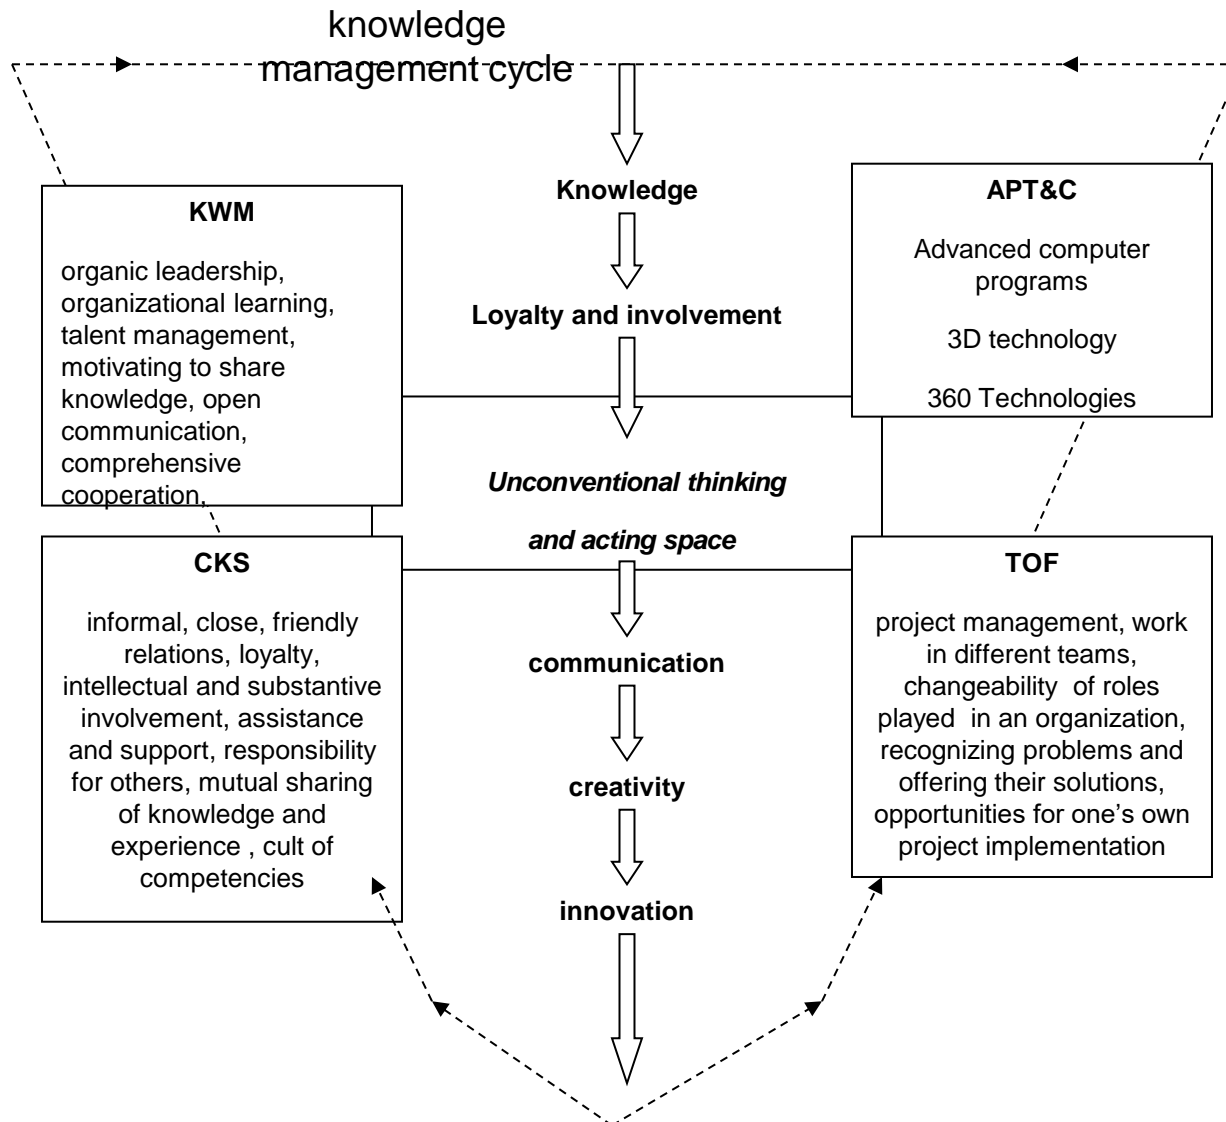 knowledge
management cycle
Knowledge
Loyalty and involvement
Unconventional thinking
and acting space
communication
creativity
innovation
KWM
organic leadership,
organizational learning,
talent management,
motivating to share
knowledge, open
communication,
comprehensive
cooperation,
CKS
informal, close, friendly
relations, loyalty,
intellectual and substantive
involvement, assistance
and support, responsibility
for others, mutual sharing
of knowledge and
experience , cult of
competencies
APT&C
Advanced computer
programs
3D technology
360 Technologies
TOF
project management, work
in different teams,
changeability of roles
played in an organization,
recognizing problems and
offering their solutions,
opportunities for one’s own
project implementation